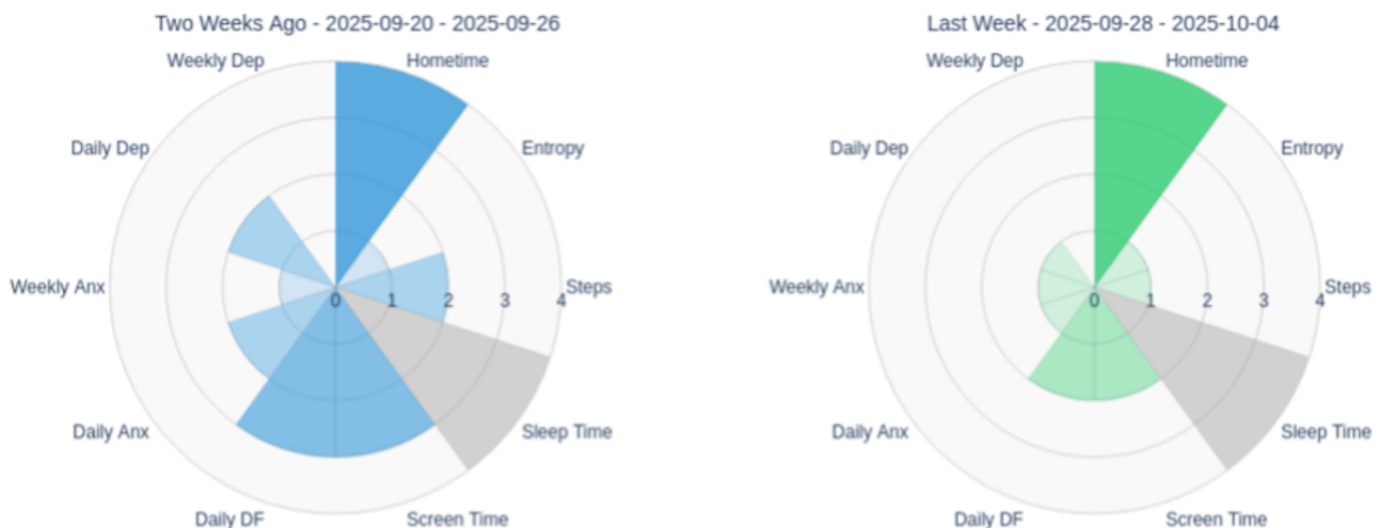 Two Weeks Ago - 2025-09-20 - 2025-09-26
Weekly Dep
Hometime
Daily Dep
Entropy
Weekly Anx
0
1
2
3
4
Steps
Daily Anx
Sleep Time
Daily DF
Screen Time
Last Week - 2025-09-28 - 2025-10-04
Weekly Dep
Hometime
Daily Dep
Entropy
Weekly Anx
0
1
2
3
4
Steps
Daily Anx
Sleep Time
Daily DF
Screen Time